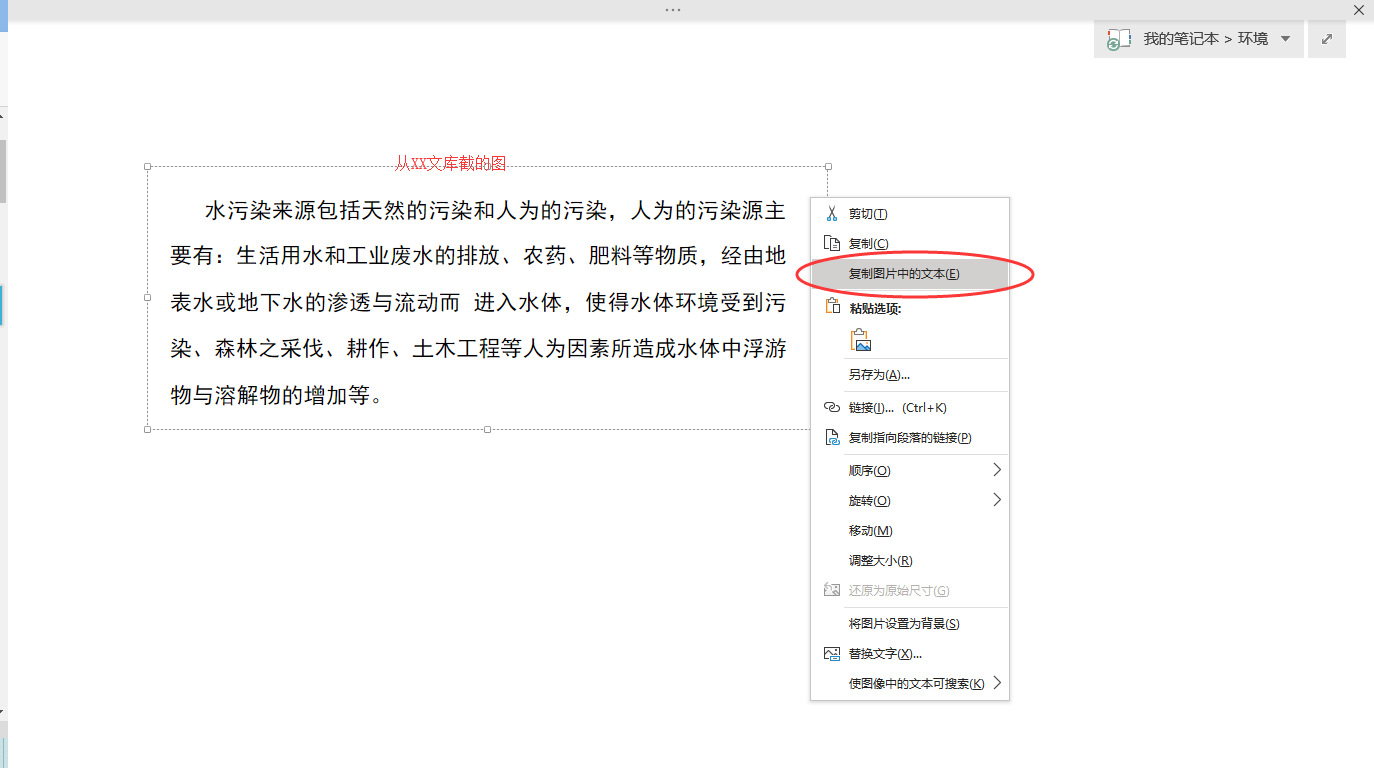 ···
我的笔记本 > 环境
从XX文库截的图
水污染来源包括天然的污染和人为的污染，人为的污染源主
要有：生活用水和工业废水的排放、农药、肥料等物质，经由地
表水或地下水的渗透与流动而 进入水体，使得水体环境受到污
染、森林之采伐、耕作、土木工程等人为因素所造成水体中浮游
物与溶解物的增加等。
剪切(T)
复制(C)
复制图片中的文本(E)
粘贴选项:
另存为(A)...
链接(I)... (Ctrl+K)
复制指向段落的链接(P)
顺序(O)
旋转(O)
移动(M)
调整大小(R)
还原为原始尺寸(G)
将图片设置为背景(S)
替换文字(X)...
使图像中的文本可搜索(K)